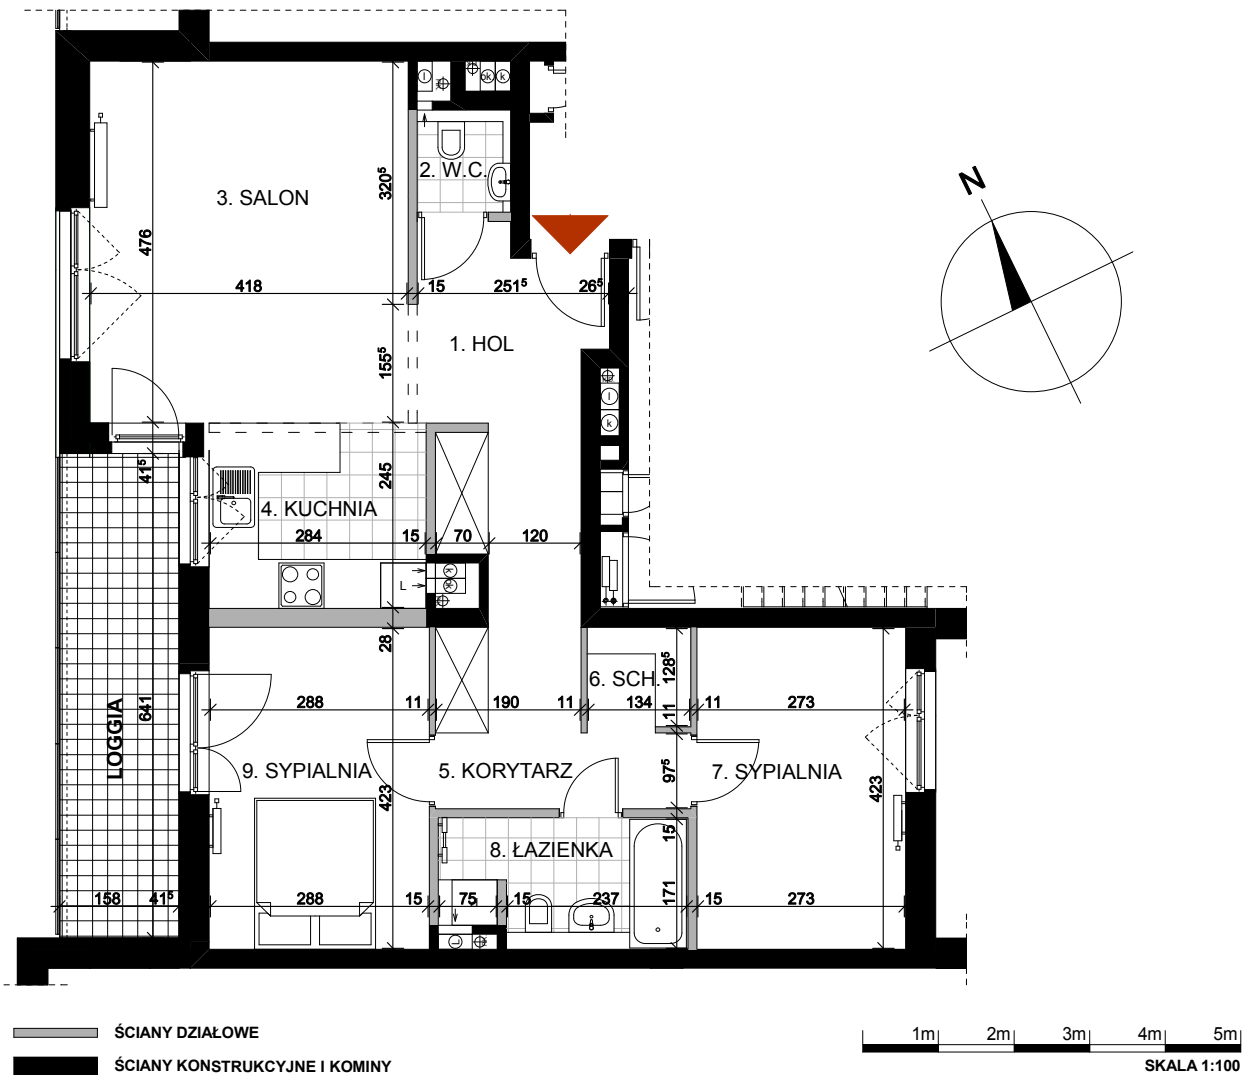 l
ok
k
2. W.C.
3. SALON
N
320⁵
476
418
15
251⁵
26⁵
1. HOL
155⁵
l
k
41⁵
245
4. KUCHNIA
284
15
70
120
L
k
k
28
6. SCH.
128⁵
LOGGIA
641
288
11
190
11
134
11
11
273
9. SYPIALNIA
5. KORYTARZ
97⁵
7. SYPIALNIA
423
423
15
8. ŁAZIENKA
158
41⁵
288
15
75
15
237
171
15
273
L
ŚCIANY DZIAŁOWE
ŚCIANY KONSTRUKCYJNE I KOMINY
1m
2m
3m
4m
5m
SKALA 1:100